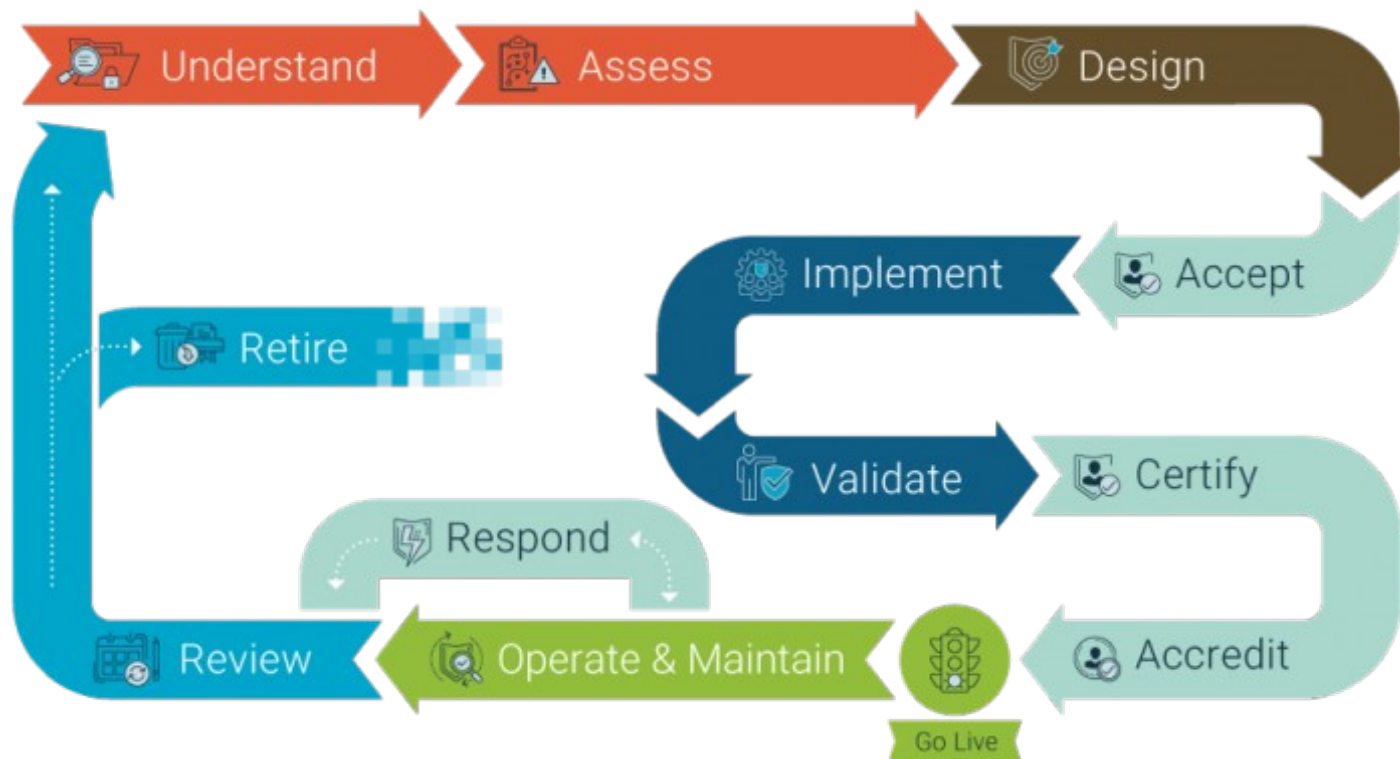 Understand
Assess
Design
Implement
Accept
Retire
Validate
Certify
Respond
Review
Operate & Maintain
Accredit
Go Live